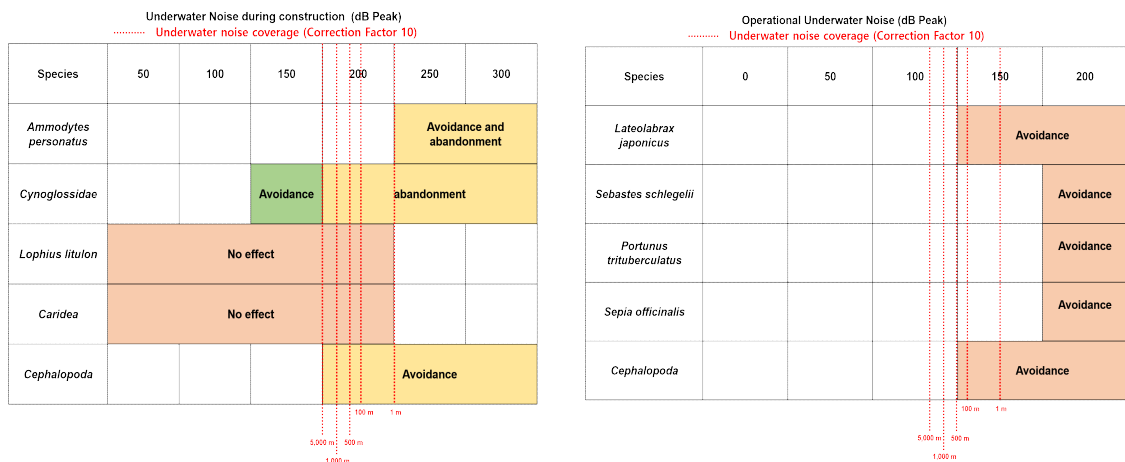 Underwater Noise during construction (dB Peak)
Underwater noise coverage (Correction Factor 10)
Species 50 100 150 200 250 300
Ammodytes
personatus
Avoidance and
abandonment
Cynoglossidae Avoidance abandonment
Lophius litulon No effect
Caridea No effect
Cephalopoda Avoidance
100 m 1 m
5,000 m 500 m
1,000 m
Operational Underwater Noise (dB Peak)
Underwater noise coverage (Correction Factor 10)
Species 0 50 100 150 200
Lateolabrax
japonicus
Avoidance
Sebastes schlegelii Avoidance
Portunus
trituberculatus
Avoidance
Sepia officinalis Avoidance
Cephalopoda Avoidance
100 m 1 m
5,000 m 500 m
1,000 m